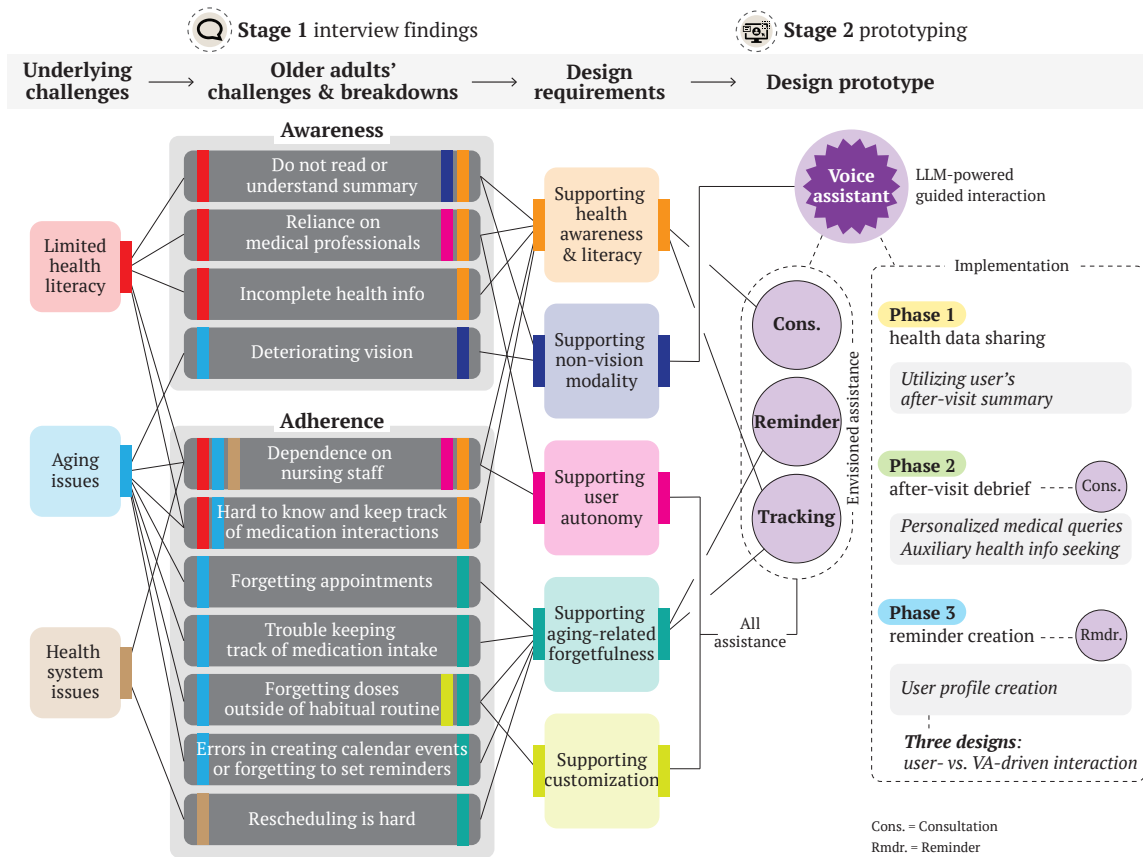 Stage 1 interview findings
Stage 2 prototyping
Underlying
challenges
Older adults'
challenges & breakdowns
Design
requirements
Design prototype
Awareness
Do not read or
understand summary
Reliance on
medical professionals
Incomplete health info
Deteriorating vision
Adherence
Dependence on
nursing staff
Hard to know and keep track
of medication interactions
Forgetting appointments
Trouble keeping
track of medication intake
Forgetting doses
outside of habitual routine
Errors in creating calendar events
or forgetting to set reminders
Rescheduling is hard
Limited
health
literacy
Aging
issues
Health
system
issues
Supporting
health
awareness
& literacy
Supporting
non-vision
modality
Supporting
user
autonomy
Supporting
aging-related
forgetfulness
Supporting
customization
Voice
assistant
LLM-powered
guided interaction
Cons.
Reminder
Tracking
Envisioned assistance
All
assistance
Implementation
Phase 1
health data sharing
Utilizing user's
after-visit summary
Phase 2
after-visit debrief
Cons.
Personalized medical queries
Auxiliary health info seeking
Phase 3
reminder creation
Rmdr.
User profile creation
Three designs:
user- vs. VA-driven interaction
Cons. = Consultation
Rmdr. = Reminder